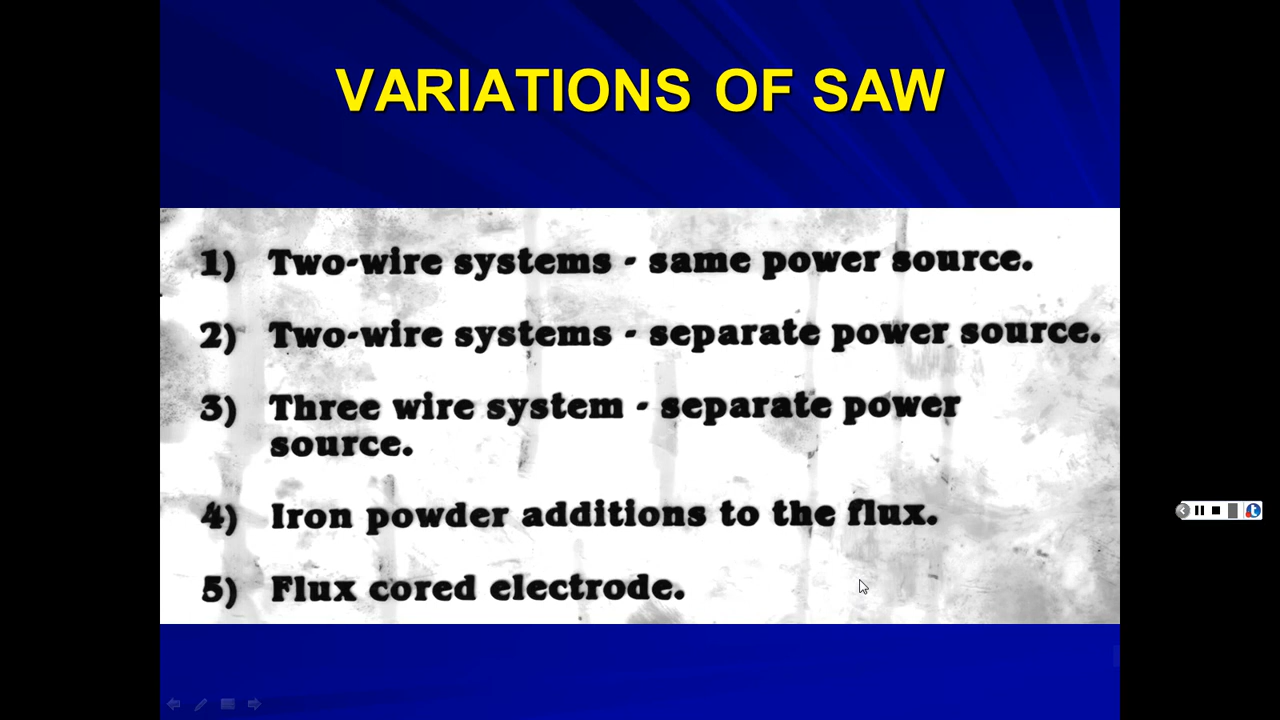 VARIATIONS OF SAW
1) Two-wire systems - same power source.
2) Two-wire systems - separate power source.
3) Three wire system - separate power
source.
4) Iron powder additions to the flux.
5) Flux cored electrode.